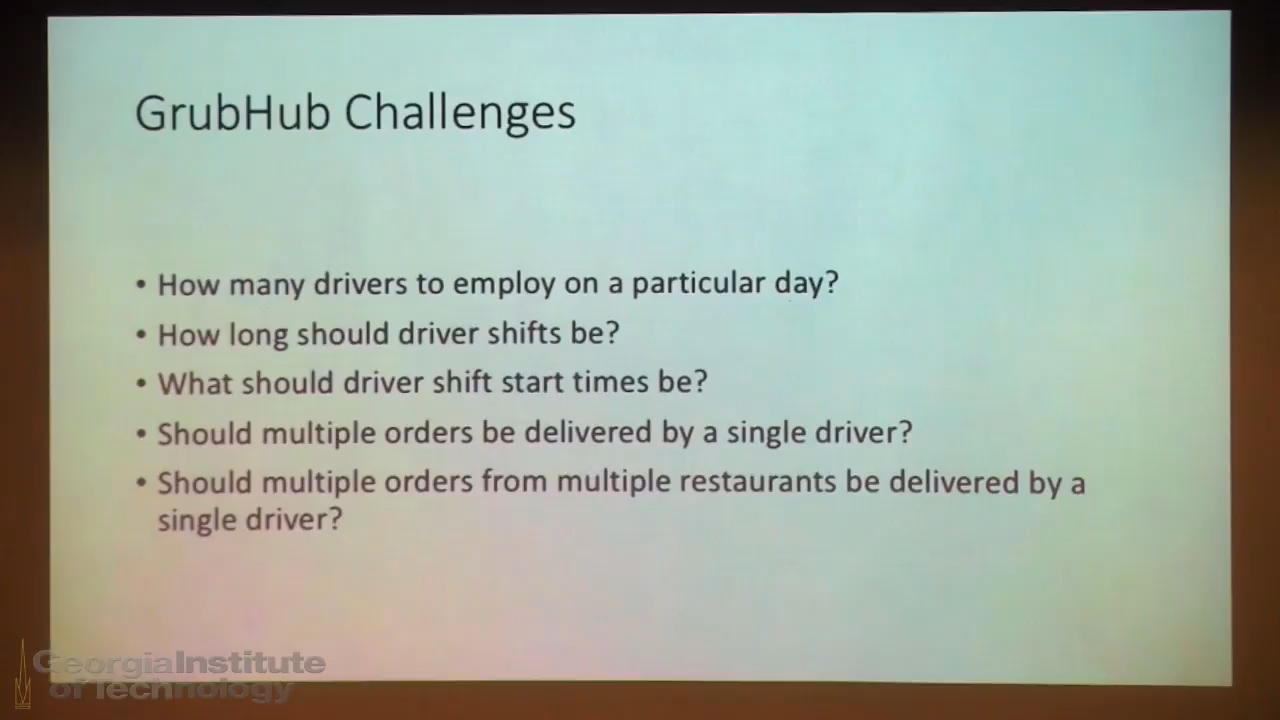 GrubHub Challenges
• How many drivers to employ on a particular day?
• How long should driver shifts be?
• What should driver shift start times be?
• Should multiple orders be delivered by a single driver?
• Should multiple orders from multiple restaurants be delivered by a
single driver?
GeorgiaInstitute
of Technology